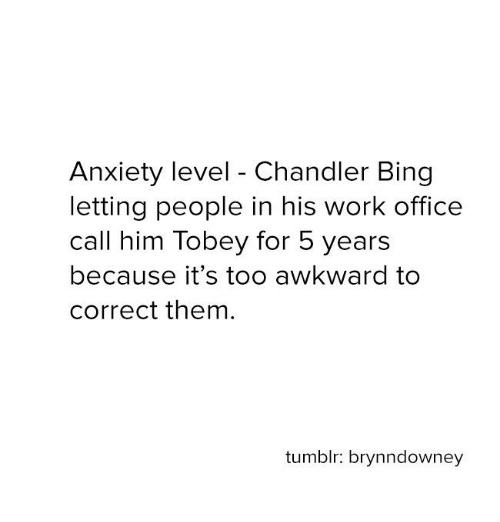 Anxiety level - Chandler Bing
letting people in his work office
call him Tobey for 5 years
because it’s too awkward to
correct them.
tumblr: brynndowney